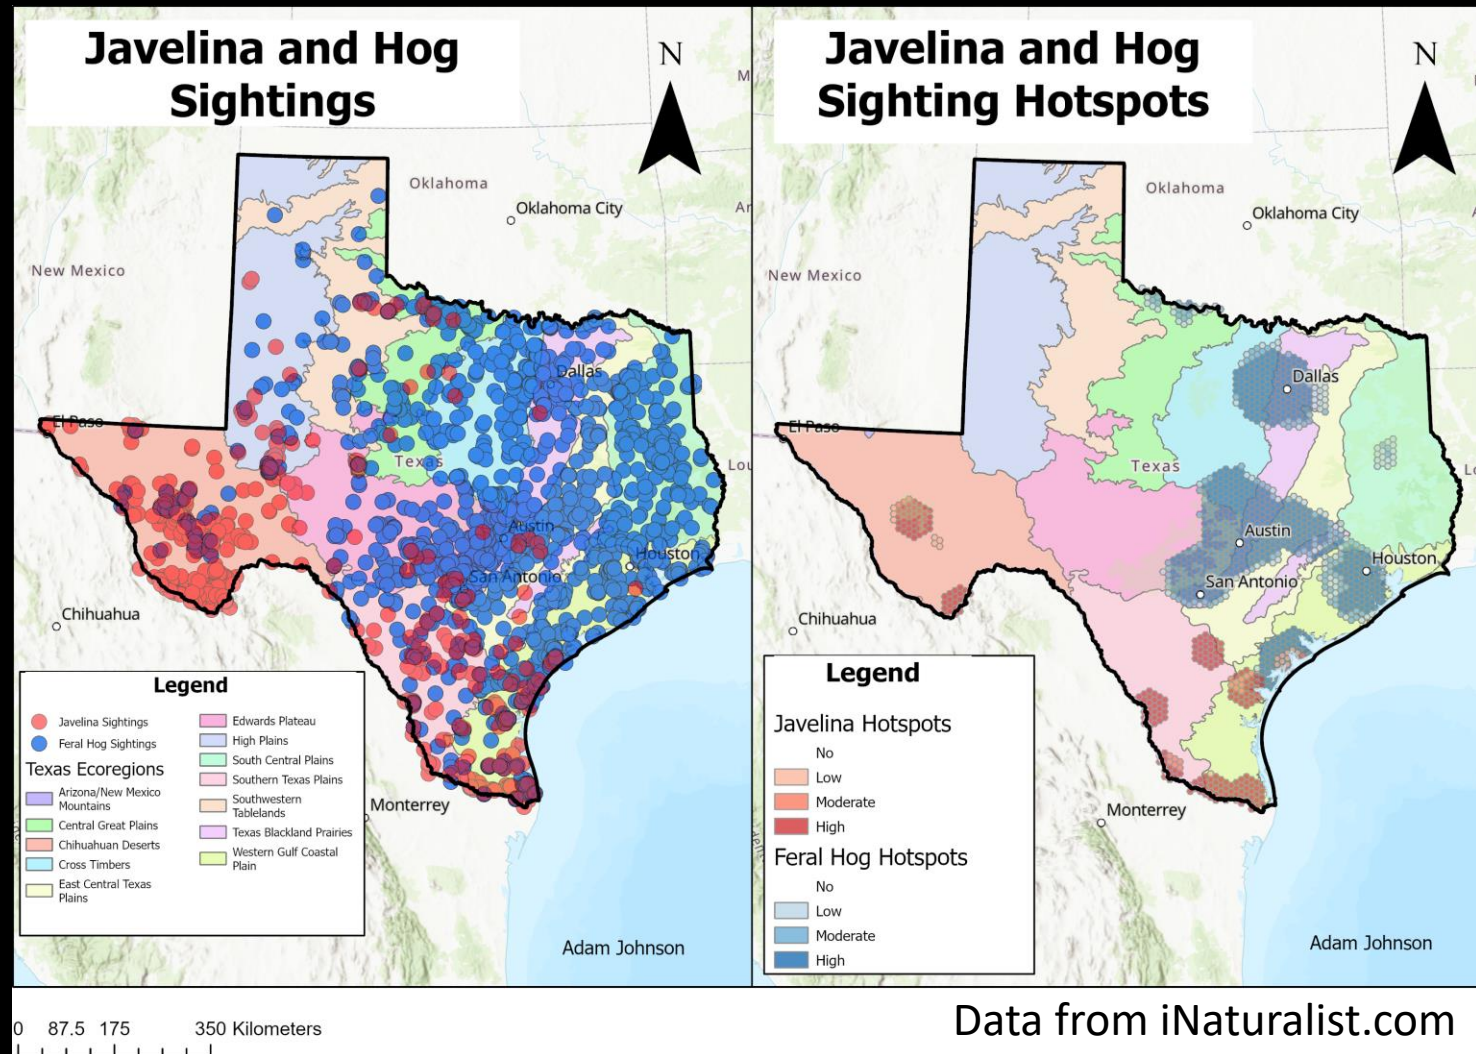 Javelina and Hog
Sightings
N
M
Oklahoma
Oklahoma City
Ar
New Mexico
Dallas
El Paso
Texas
Lou
Austin
Houston
San Antonio
Chihuahua
Monterrey
Legend
Javelina Sightings
Feral Hog Sightings
Texas Ecoregions
Arizona/New Mexico
Mountains
Central Great Plains
Chihuahuan Deserts
Cross Timbers
East Central Texas
Plains
Edwards Plateau
High Plains
South Central Plains
Southern Texas Plains
Southwestern
Tablelands
Texas Blackland Prairies
Western Gulf Coastal
Plain
Adam Johnson
Javelina and Hog
Sighting Hotspots
N
Oklahoma
Oklahoma City
New Mexico
Dallas
El Paso
Texas
Lo
Austin
Houston
San Antonio
Chihuahua
Monterrey
Legend
Javelina Hotspots
No
Low
Moderate
High
Feral Hog Hotspots
No
Low
Moderate
High
Adam Johnson
0 87.5 175 350 Kilometers
Data from iNaturalist.com